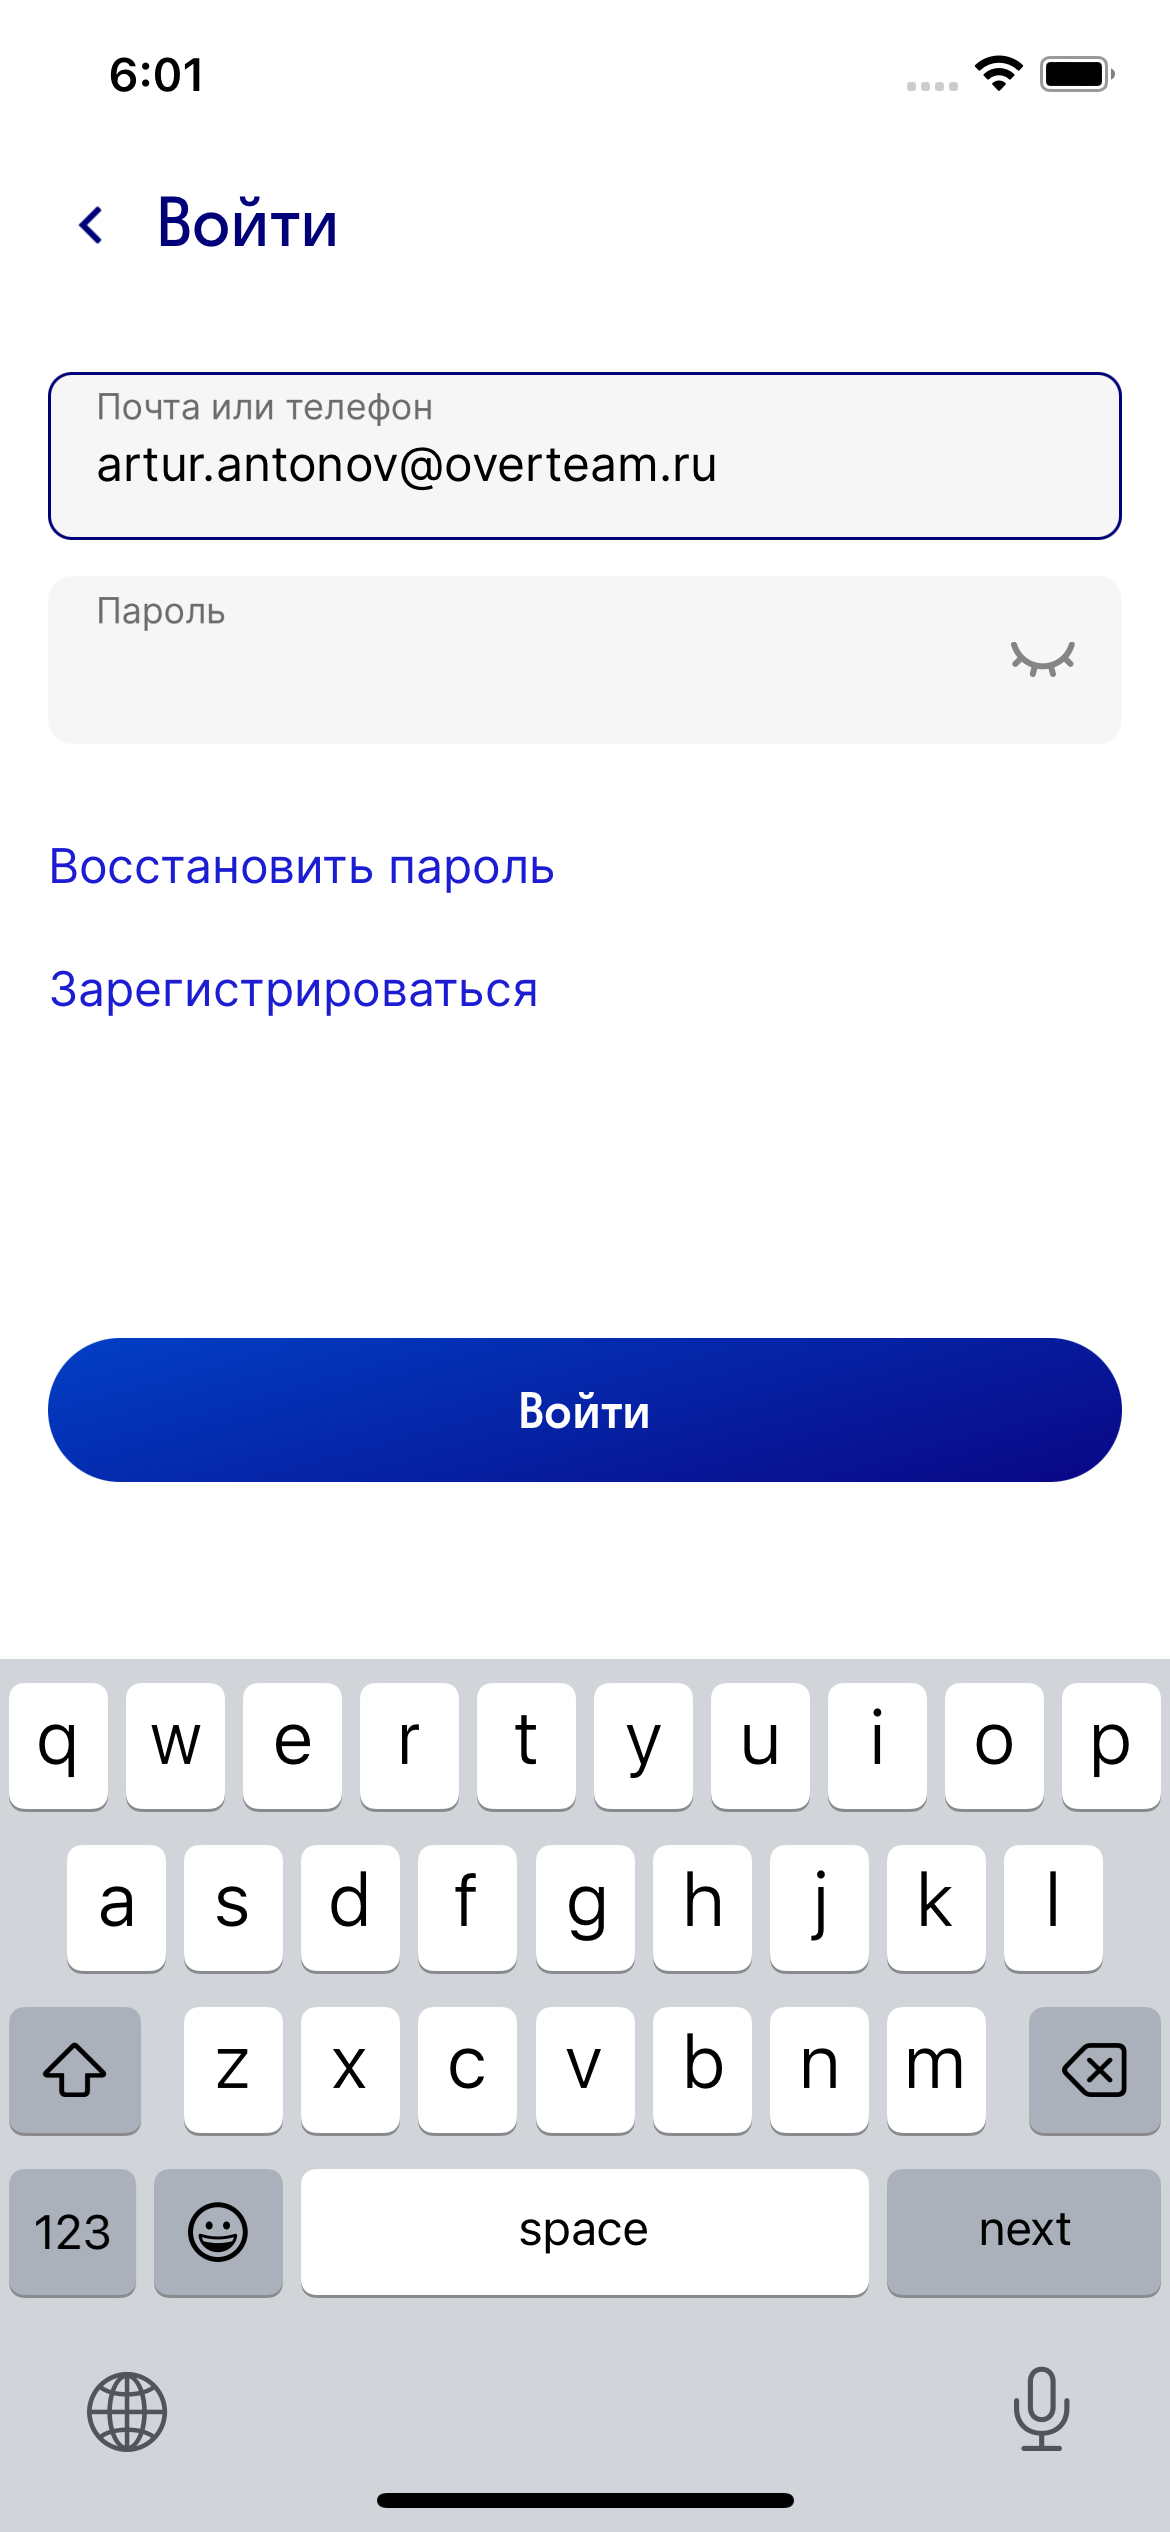 6:01
Войти
Почта или телефон
artur.antonov@overteam.ru
Пароль
Восстановить пароль
Зарегистрироваться
Войти
q w e r t y u i o p
a s d f g h j k l
z x c v b n m
123 space next